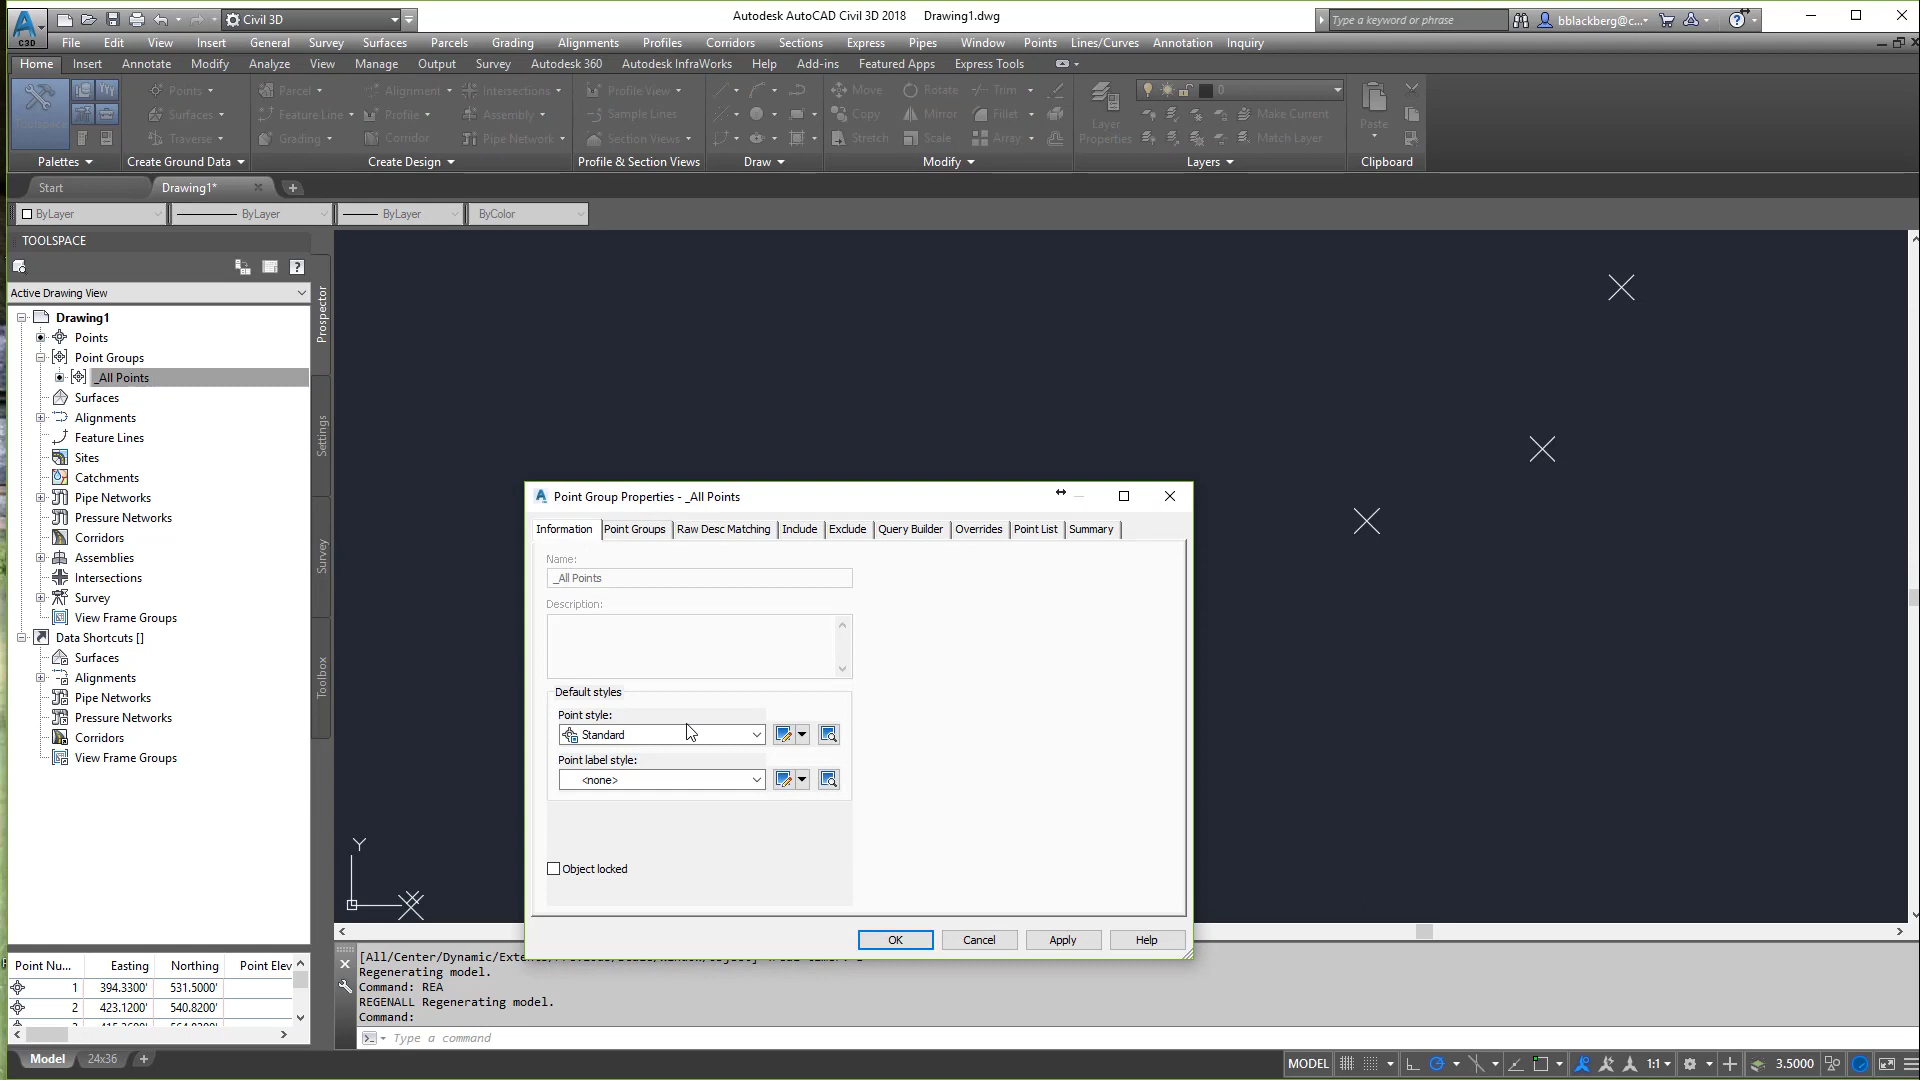 Civil 3D
Autodesk AutoCAD Civil 3D 2018 Drawing1.dwg
Type a keyword or phrase
bblackberg@c...
C3D
File Edit View Insert General Survey Surfaces Parcels Grading Alignments Profiles Corridors Sections Express Pipes Window Points Lines/Curves Annotation Inquiry
Home Insert Annotate Modify Analyze View Manage Output Survey Autodesk 360 Autodesk InfraWorks Help Add-ins Featured Apps Express Tools
Points Parcel Alignment Intersections Profile View Move Rotate Trim 0
Toolspace Surfaces Feature Line Profile Assembly Sample Lines Copy Mirror Fillet Layer Properties Make Current Paste
Traverse Grading Corridor Pipe Network Section Views Stretch Scale Array Match Layer
Palettes Create Ground Data Create Design Profile & Section Views Draw Modify Layers Clipboard
Start Drawing1*
ByLayer ByLayer ByLayer ByColor
TOOLSPACE
Active Drawing View
Drawing1
Points
Point Groups
_All Points
Surfaces
Alignments
Feature Lines
Sites
Catchments
Pipe Networks
Pressure Networks
Corridors
Assemblies
Intersections
Survey
View Frame Groups
Data Shortcuts []
Surfaces
Alignments
Pipe Networks
Pressure Networks
Corridors
View Frame Groups
Prospector
Settings
Survey
Toolbox
Point Nu... Easting Northing Point Elev
1 394.3300' 531.5000'
2 423.1200' 540.8200'
Y
Point Group Properties - _All Points
Information Point Groups Raw Desc Matching Include Exclude Query Builder Overrides Point List Summary
Name:
_All Points
Description:
Default styles
Point style:
Standard
Point label style:
<none>
Object locked
OK Cancel Apply Help
Regenerating model.
Command: REA
REGENALL Regenerating model.
Command:
Type a command
Model 24x36
MODEL 1:1 3.5000